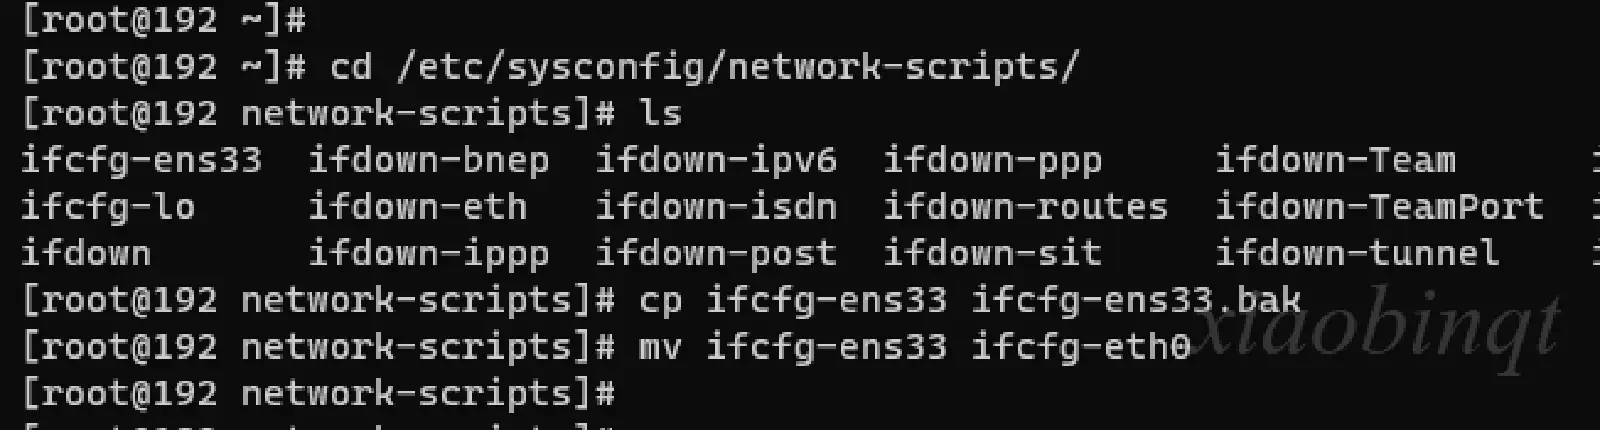 [root@192 ~]#
[root@192 ~]# cd /etc/sysconfig/network-scripts/
[root@192 network-scripts]# ls
ifcfg-ens33  ifdown-bnep  ifdown-ipv6  ifdown-ppp     ifdown-Team
ifcfg-lo     ifdown-eth   ifdown-isdn  ifdown-routes  ifdown-TeamPort
ifdown       ifdown-ippp  ifdown-post  ifdown-sit     ifdown-tunnel
[root@192 network-scripts]# cp ifcfg-ens33 ifcfg-ens33.bak
[root@192 network-scripts]# mv ifcfg-ens33 ifcfg-eth0
xiaobinqt
[root@192 network-scripts]#